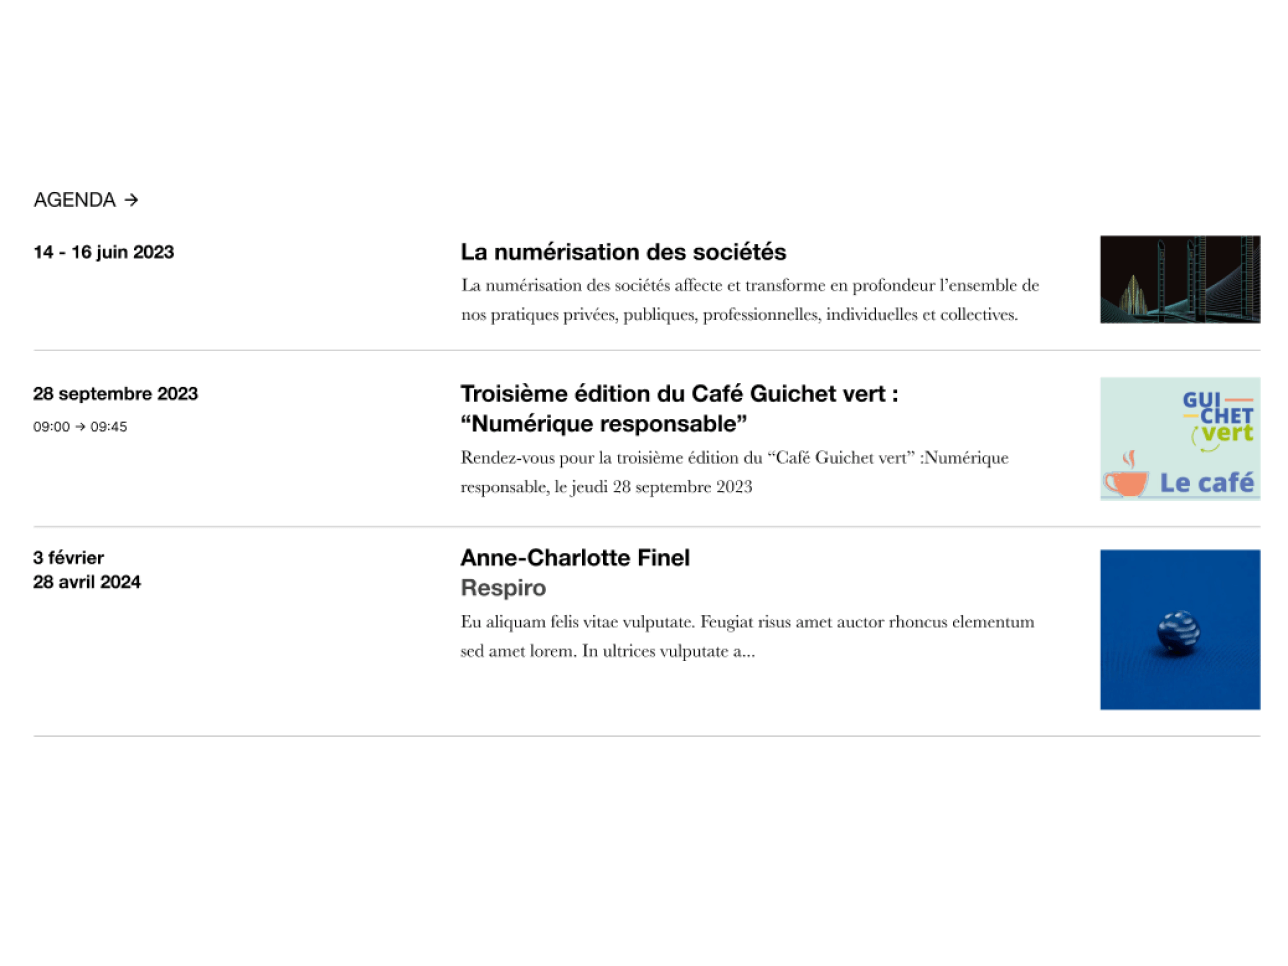 AGENDA →
14 - 16 juin 2023
La numérisation des sociétés
La numérisation des sociétés affecte et transforme en profondeur l’ensemble de
nos pratiques privées, publiques, professionnelles, individuelles et collectives.
28 septembre 2023
09:00 → 09:45
Troisième édition du Café Guichet vert :
“Numérique responsable”
Rendez-vous pour la troisième édition du “Café Guichet vert” :Numérique
responsable, le jeudi 28 septembre 2023
GUI
CHET
vert
Le café
3 février
28 avril 2024
Anne-Charlotte Finel
Respiro
Eu aliquam felis vitae vulputate. Feugiat risus amet auctor rhoncus elementum
sed amet lorem. In ultrices vulputate a...